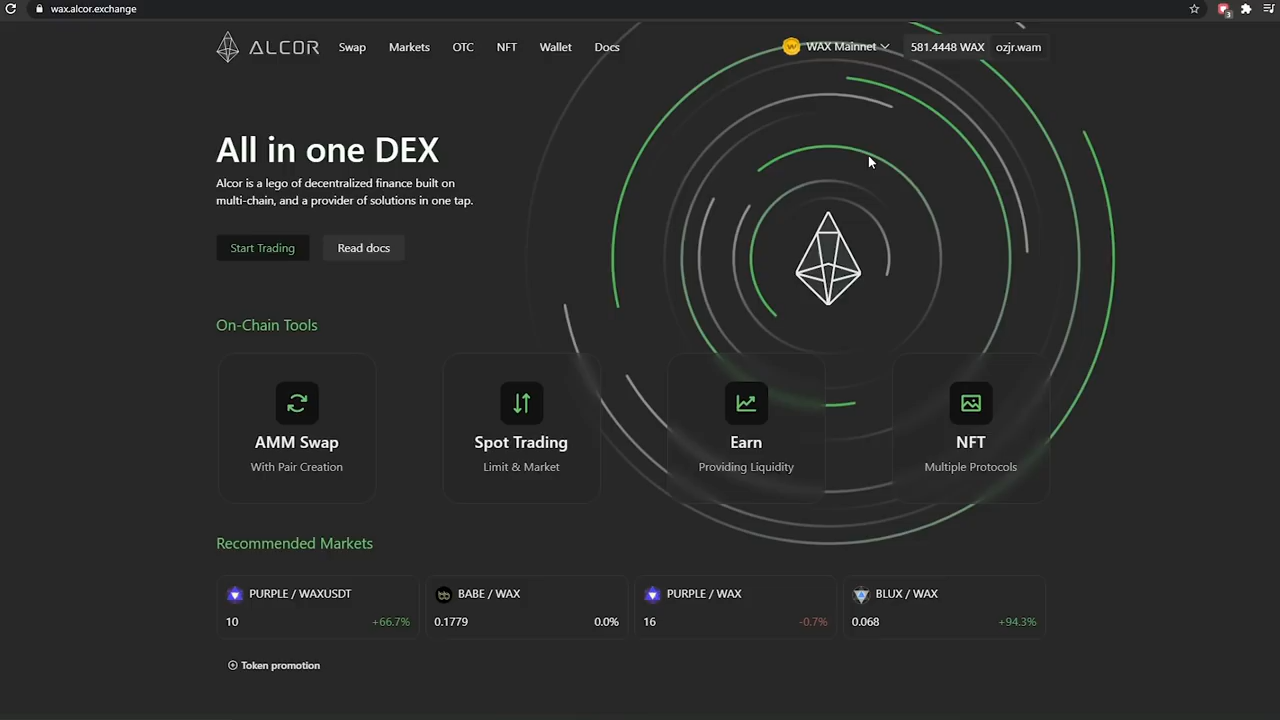 wax.alcor.exchange
3
ALCOR
Swap
Markets
OTC
NFT
Wallet
Docs
WAX Mainnet
581.4448 WAX
ozjr.wam
All in one DEX
Alcor is a lego of decentralized finance built on
multi-chain, and a provider of solutions in one tap.
Start Trading
Read docs
On-Chain Tools
AMM Swap
With Pair Creation
Spot Trading
Limit & Market
Earn
Providing Liquidity
NFT
Multiple Protocols
Recommended Markets
PURPLE / WAXUSDT
10
+66.7%
BABE / WAX
0.1779
0.0%
PURPLE / WAX
16
-0.7%
BLUX / WAX
0.068
+94.3%
Token promotion